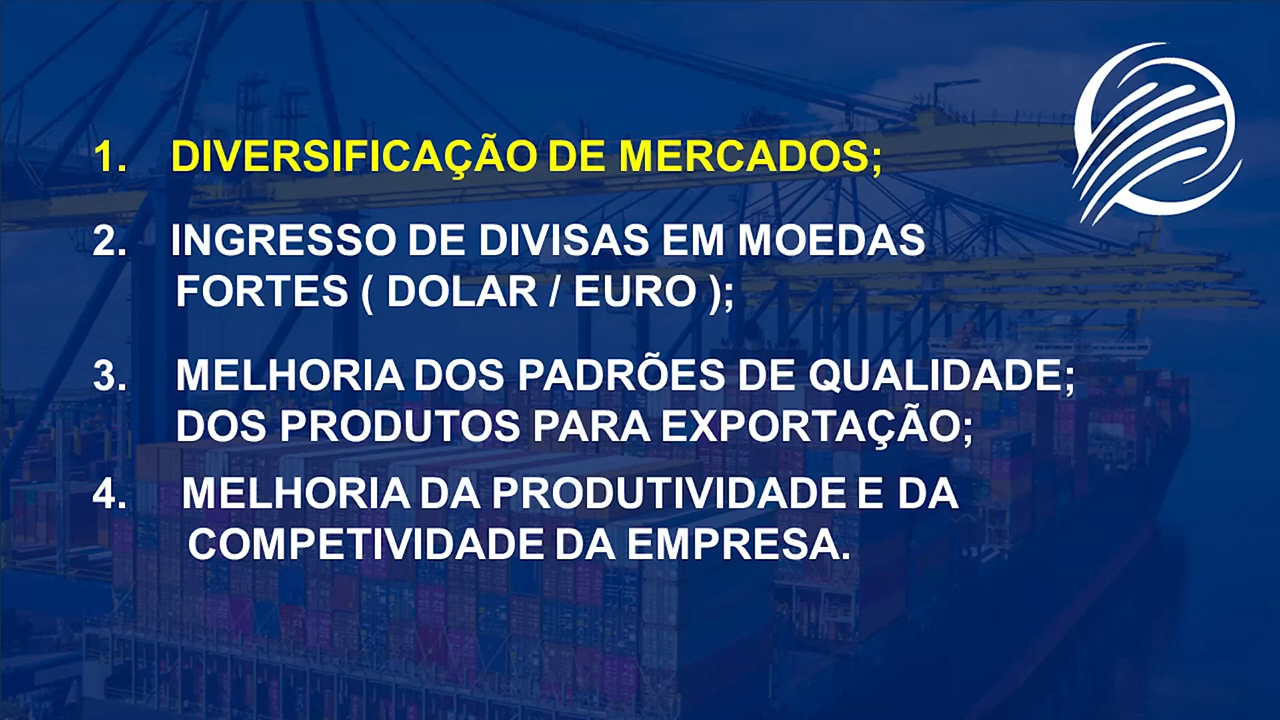 1. DIVERSIFICAÇÃO DE MERCADOS;
2. INGRESSO DE DIVISAS EM MOEDAS
FORTES ( DOLAR / EURO );
3. MELHORIA DOS PADRÕES DE QUALIDADE;
DOS PRODUTOS PARA EXPORTAÇÃO;
4. MELHORIA DA PRODUTIVIDADE E DA
COMPETIVIDADE DA EMPRESA.